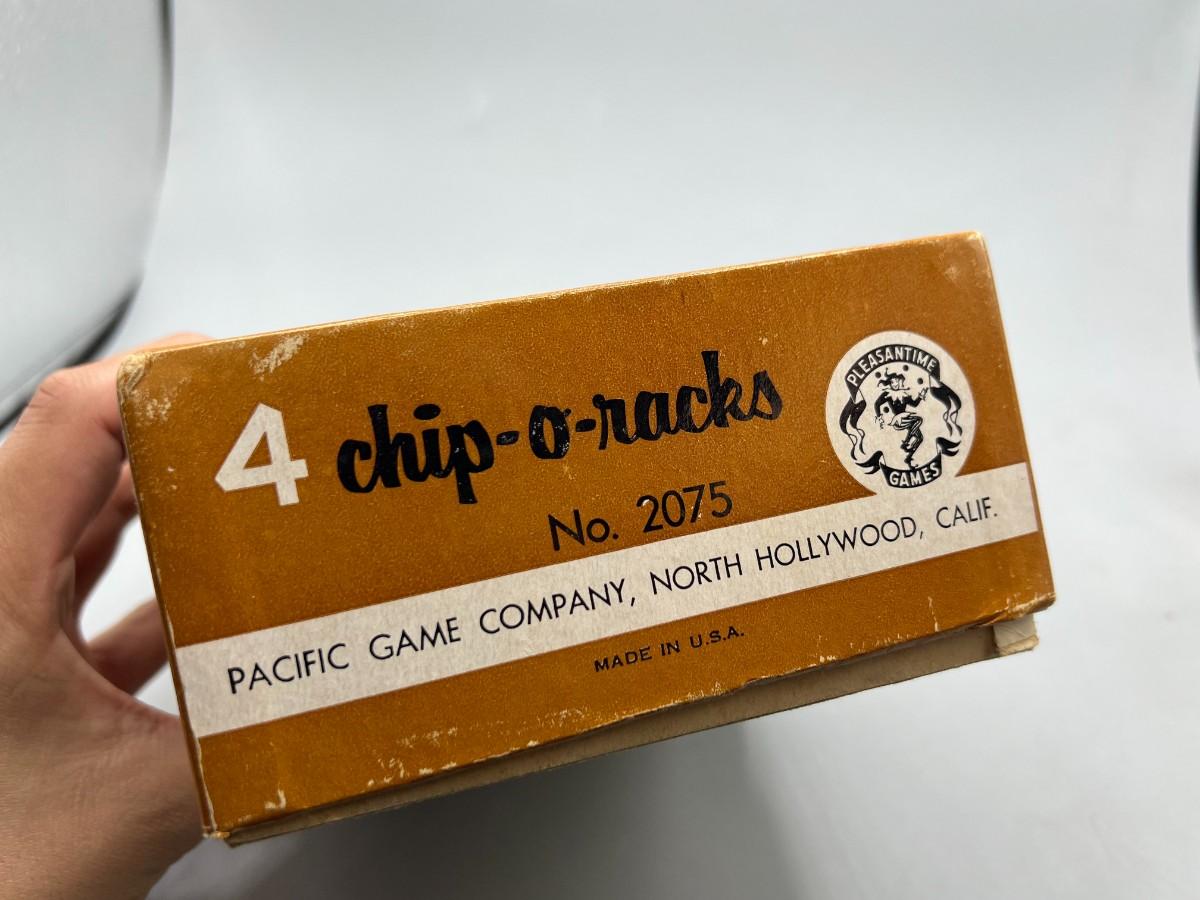 4 chip-o-racks
No. 2075
PLEASANTIME
GAMES
PACIFIC GAME COMPANY, NORTH HOLLYWOOD, CALIF.
MADE IN U.S.A.